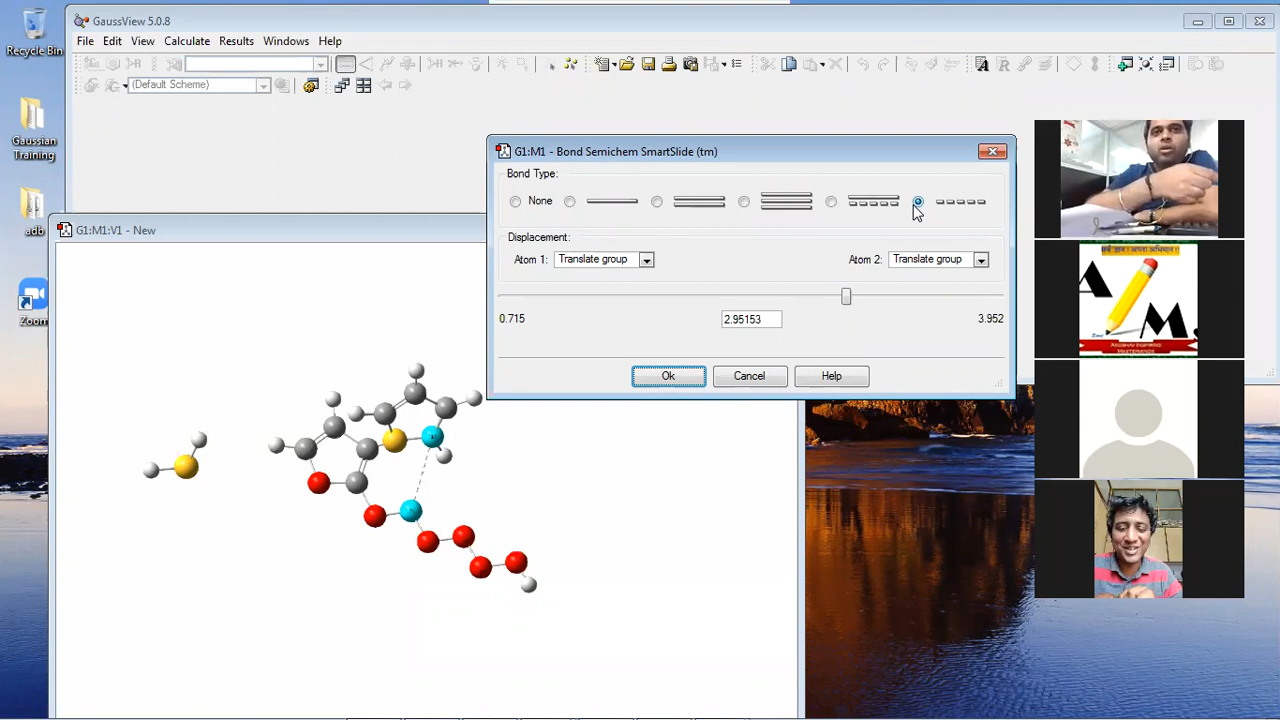 GaussView 5.0.8
File Edit View Calculate Results Windows Help
(Default Scheme)
Recycle Bin
Gaussian
Training
adb
Zoom
G1:M1:V1 - New
G1:M1 - Bond Semichem SmartSlide (tm)
Bond Type:
None
Displacement:
Atom 1: Translate group
Atom 2: Translate group
0.715
2.95153
3.952
Ok
Cancel
Help
A
M.